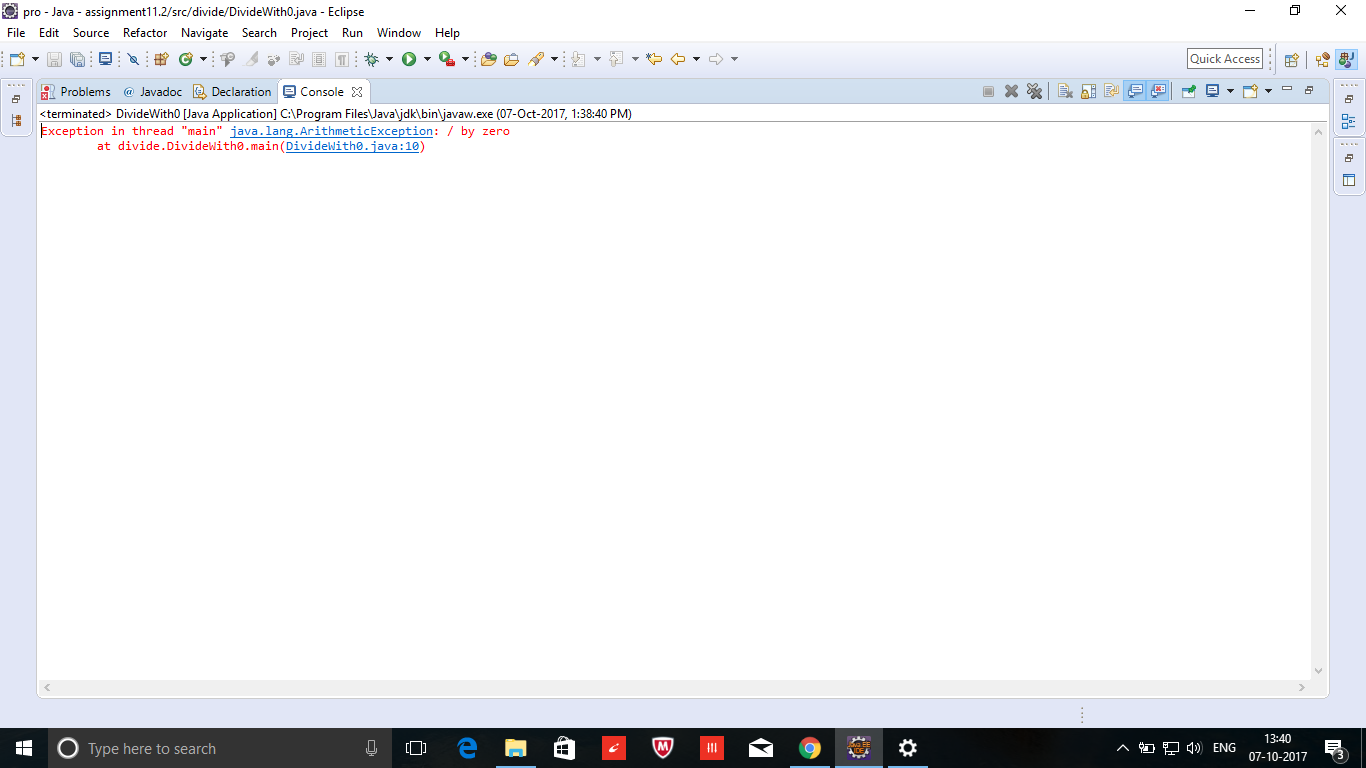 pro - Java - assignment11.2/src/divide/DivideWith0.java - Eclipse
File Edit Source Refactor Navigate Search Project Run Window Help
Quick Access
Problems @ Javadoc Declaration Console
<terminated> DivideWith0 [Java Application] C:\Program Files\Java\jdk\bin\javaw.exe (07-Oct-2017, 1:38:40 PM)
Exception in thread "main" java.lang.ArithmeticException: / by zero
at divide.DivideWith0.main(DivideWith0.java:10)
Type here to search
ENG
13:40
07-10-2017
3